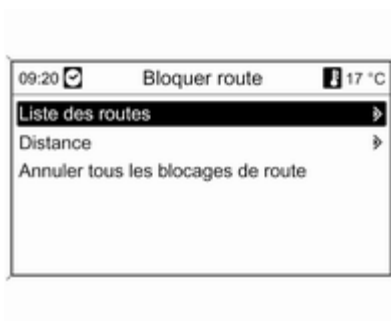 09:20 Bloquer route 17 °C
Liste des routes
Distance
Annuler tous les blocages de route